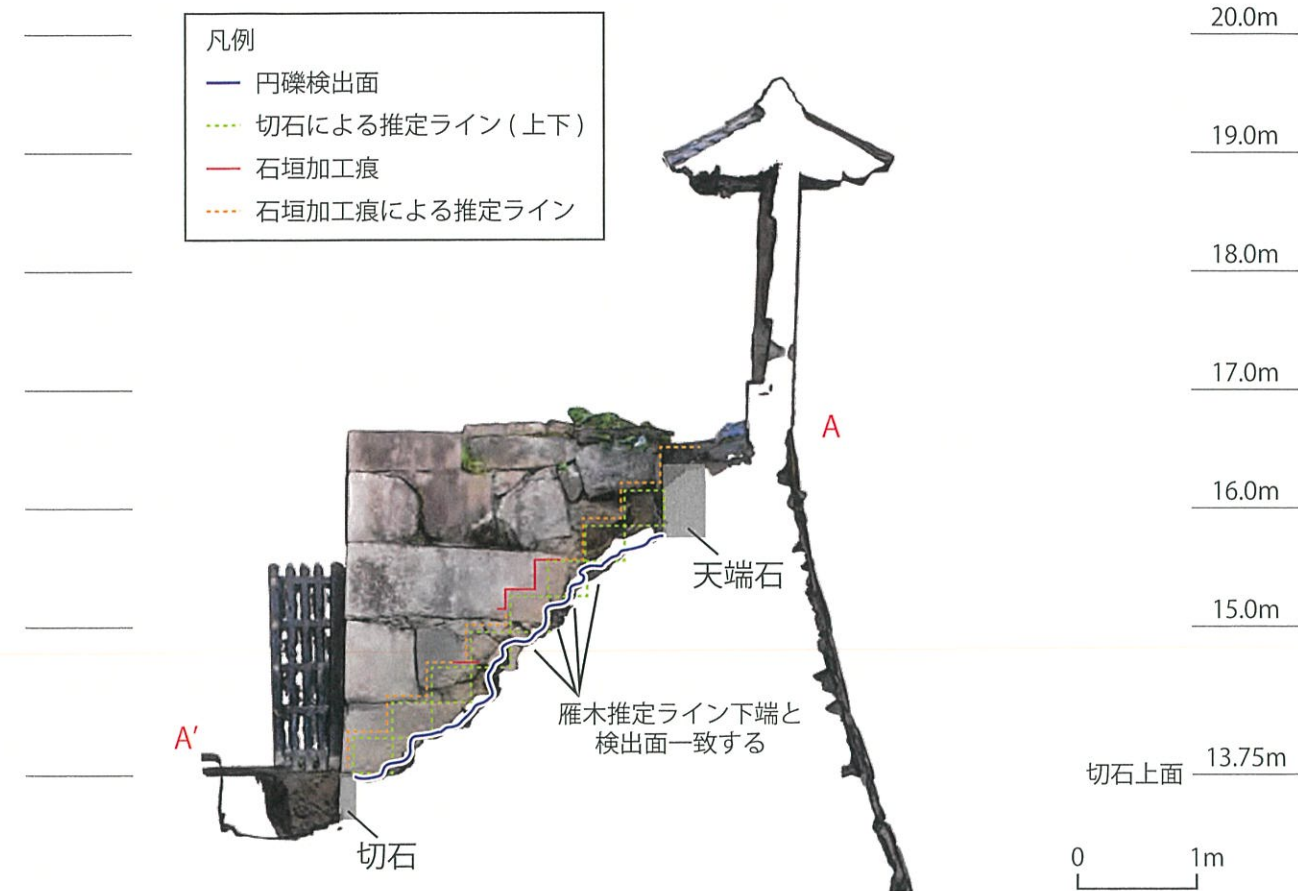 凡例
円礫検出面
切石による推定ライン ( 上下 )
石垣加工痕
石垣加工痕による推定ライン
20.0m
19.0m
18.0m
17.0m
A
16.0m
天端石
15.0m
雁木推定ライン下端と
検出面一致する
A′
切石上面 13.75m
切石
0 1m